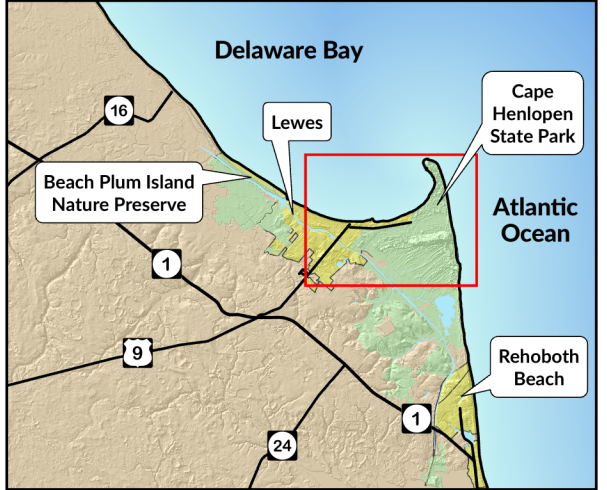 Delaware Bay
16
Lewes
Cape
Henlopen
State Park
Beach Plum Island
Nature Preserve
Atlantic
Ocean
1
9
Rehoboth
Beach
1
24